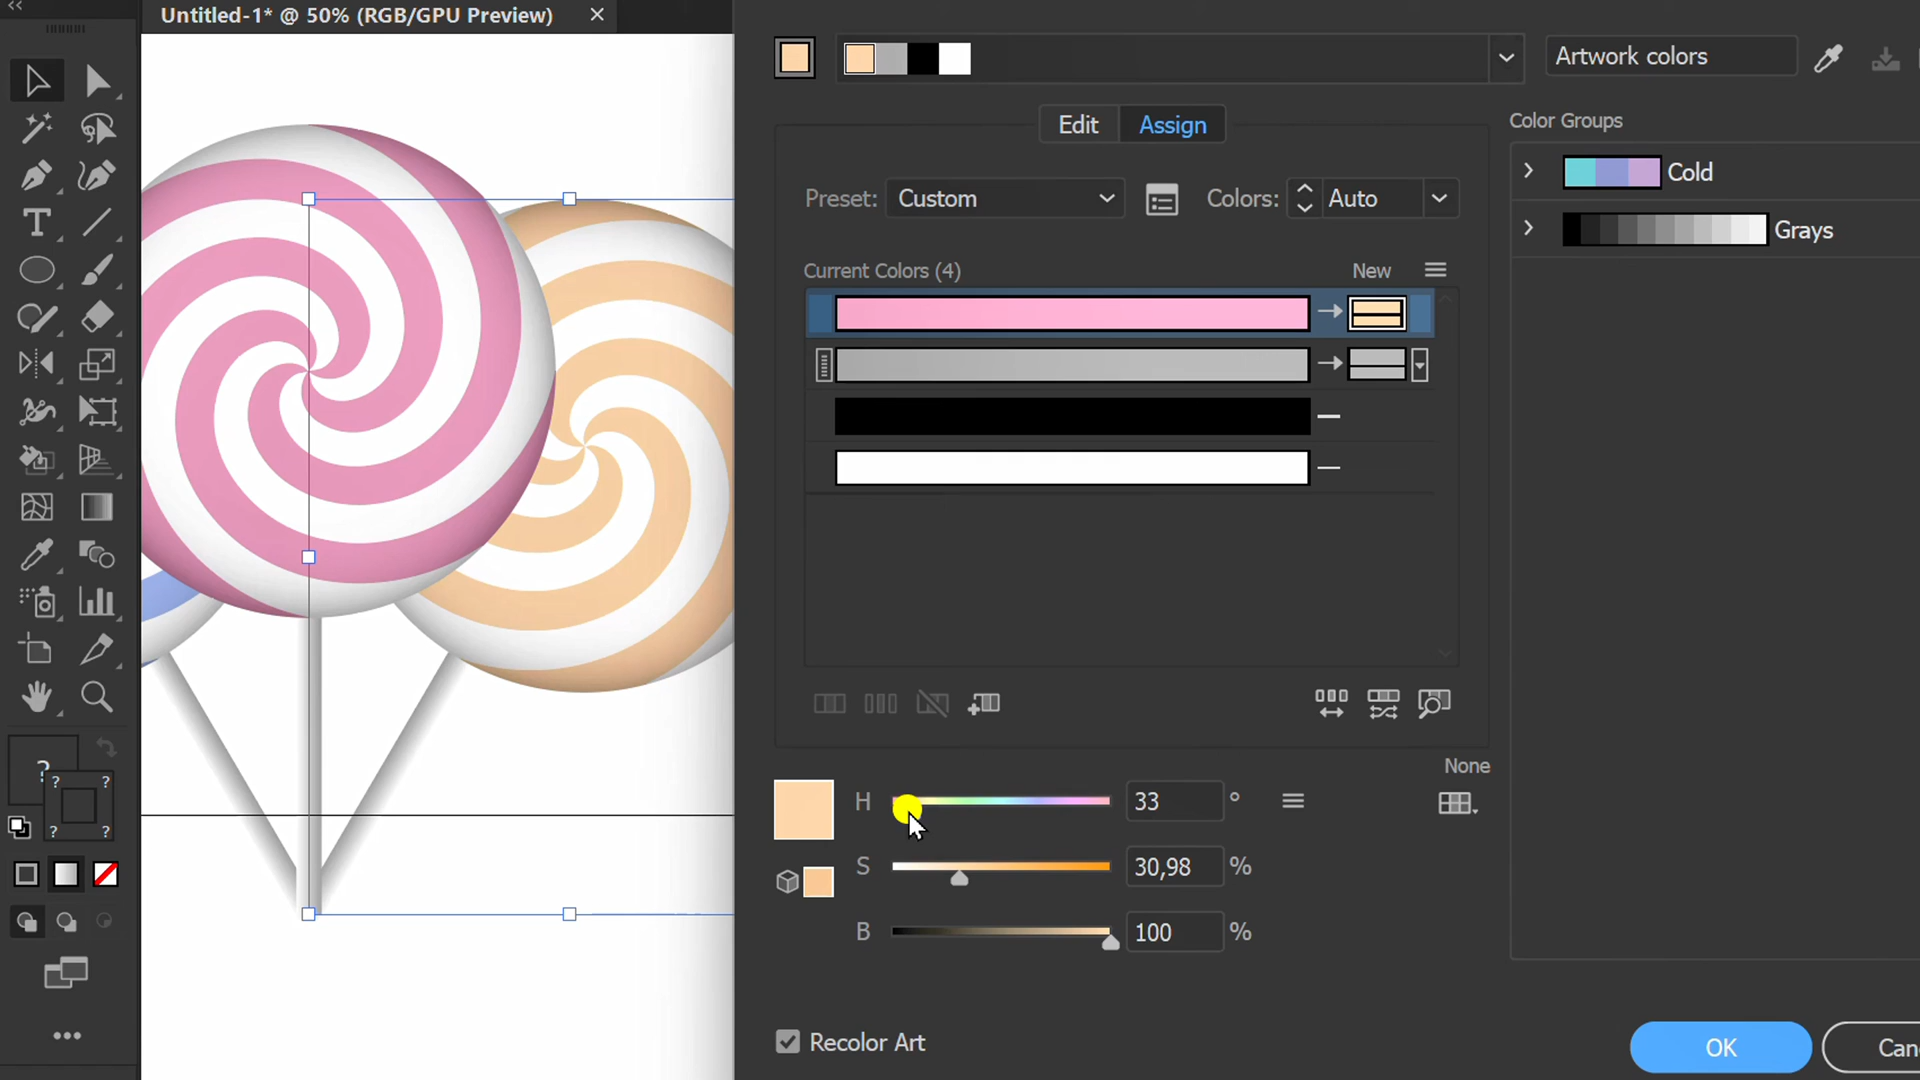 Untitled-1* @ 50% (RGB/GPU Preview)
Artwork colors
Edit
Assign
Color Groups
Preset:
Custom
Colors:
Auto
Cold
Grays
Current Colors (4)
New
None
H
33
°
S
30,98
%
B
100
%
Recolor Art
OK
Canc